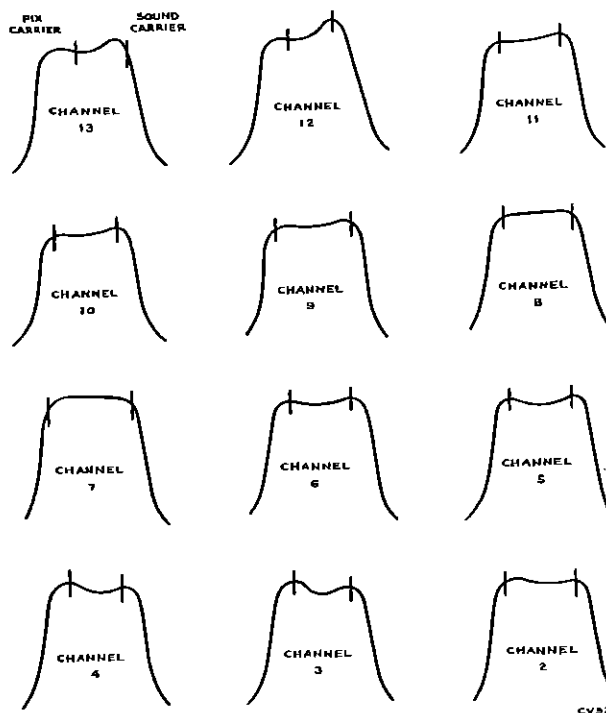 PIX
CARRIER
SOUND
CARRIER
CHANNEL
13
CHANNEL
12
CHANNEL
11
CHANNEL
10
CHANNEL
9
CHANNEL
8
CHANNEL
7
CHANNEL
6
CHANNEL
5
CHANNEL
4
CHANNEL
3
CHANNEL
2